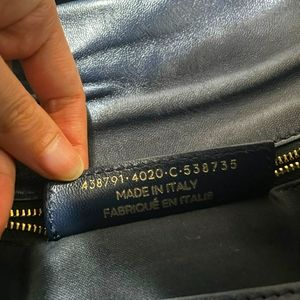 438791·4020·C·538735
MADE IN ITALY
FABRIQUÉ EN ITALIE